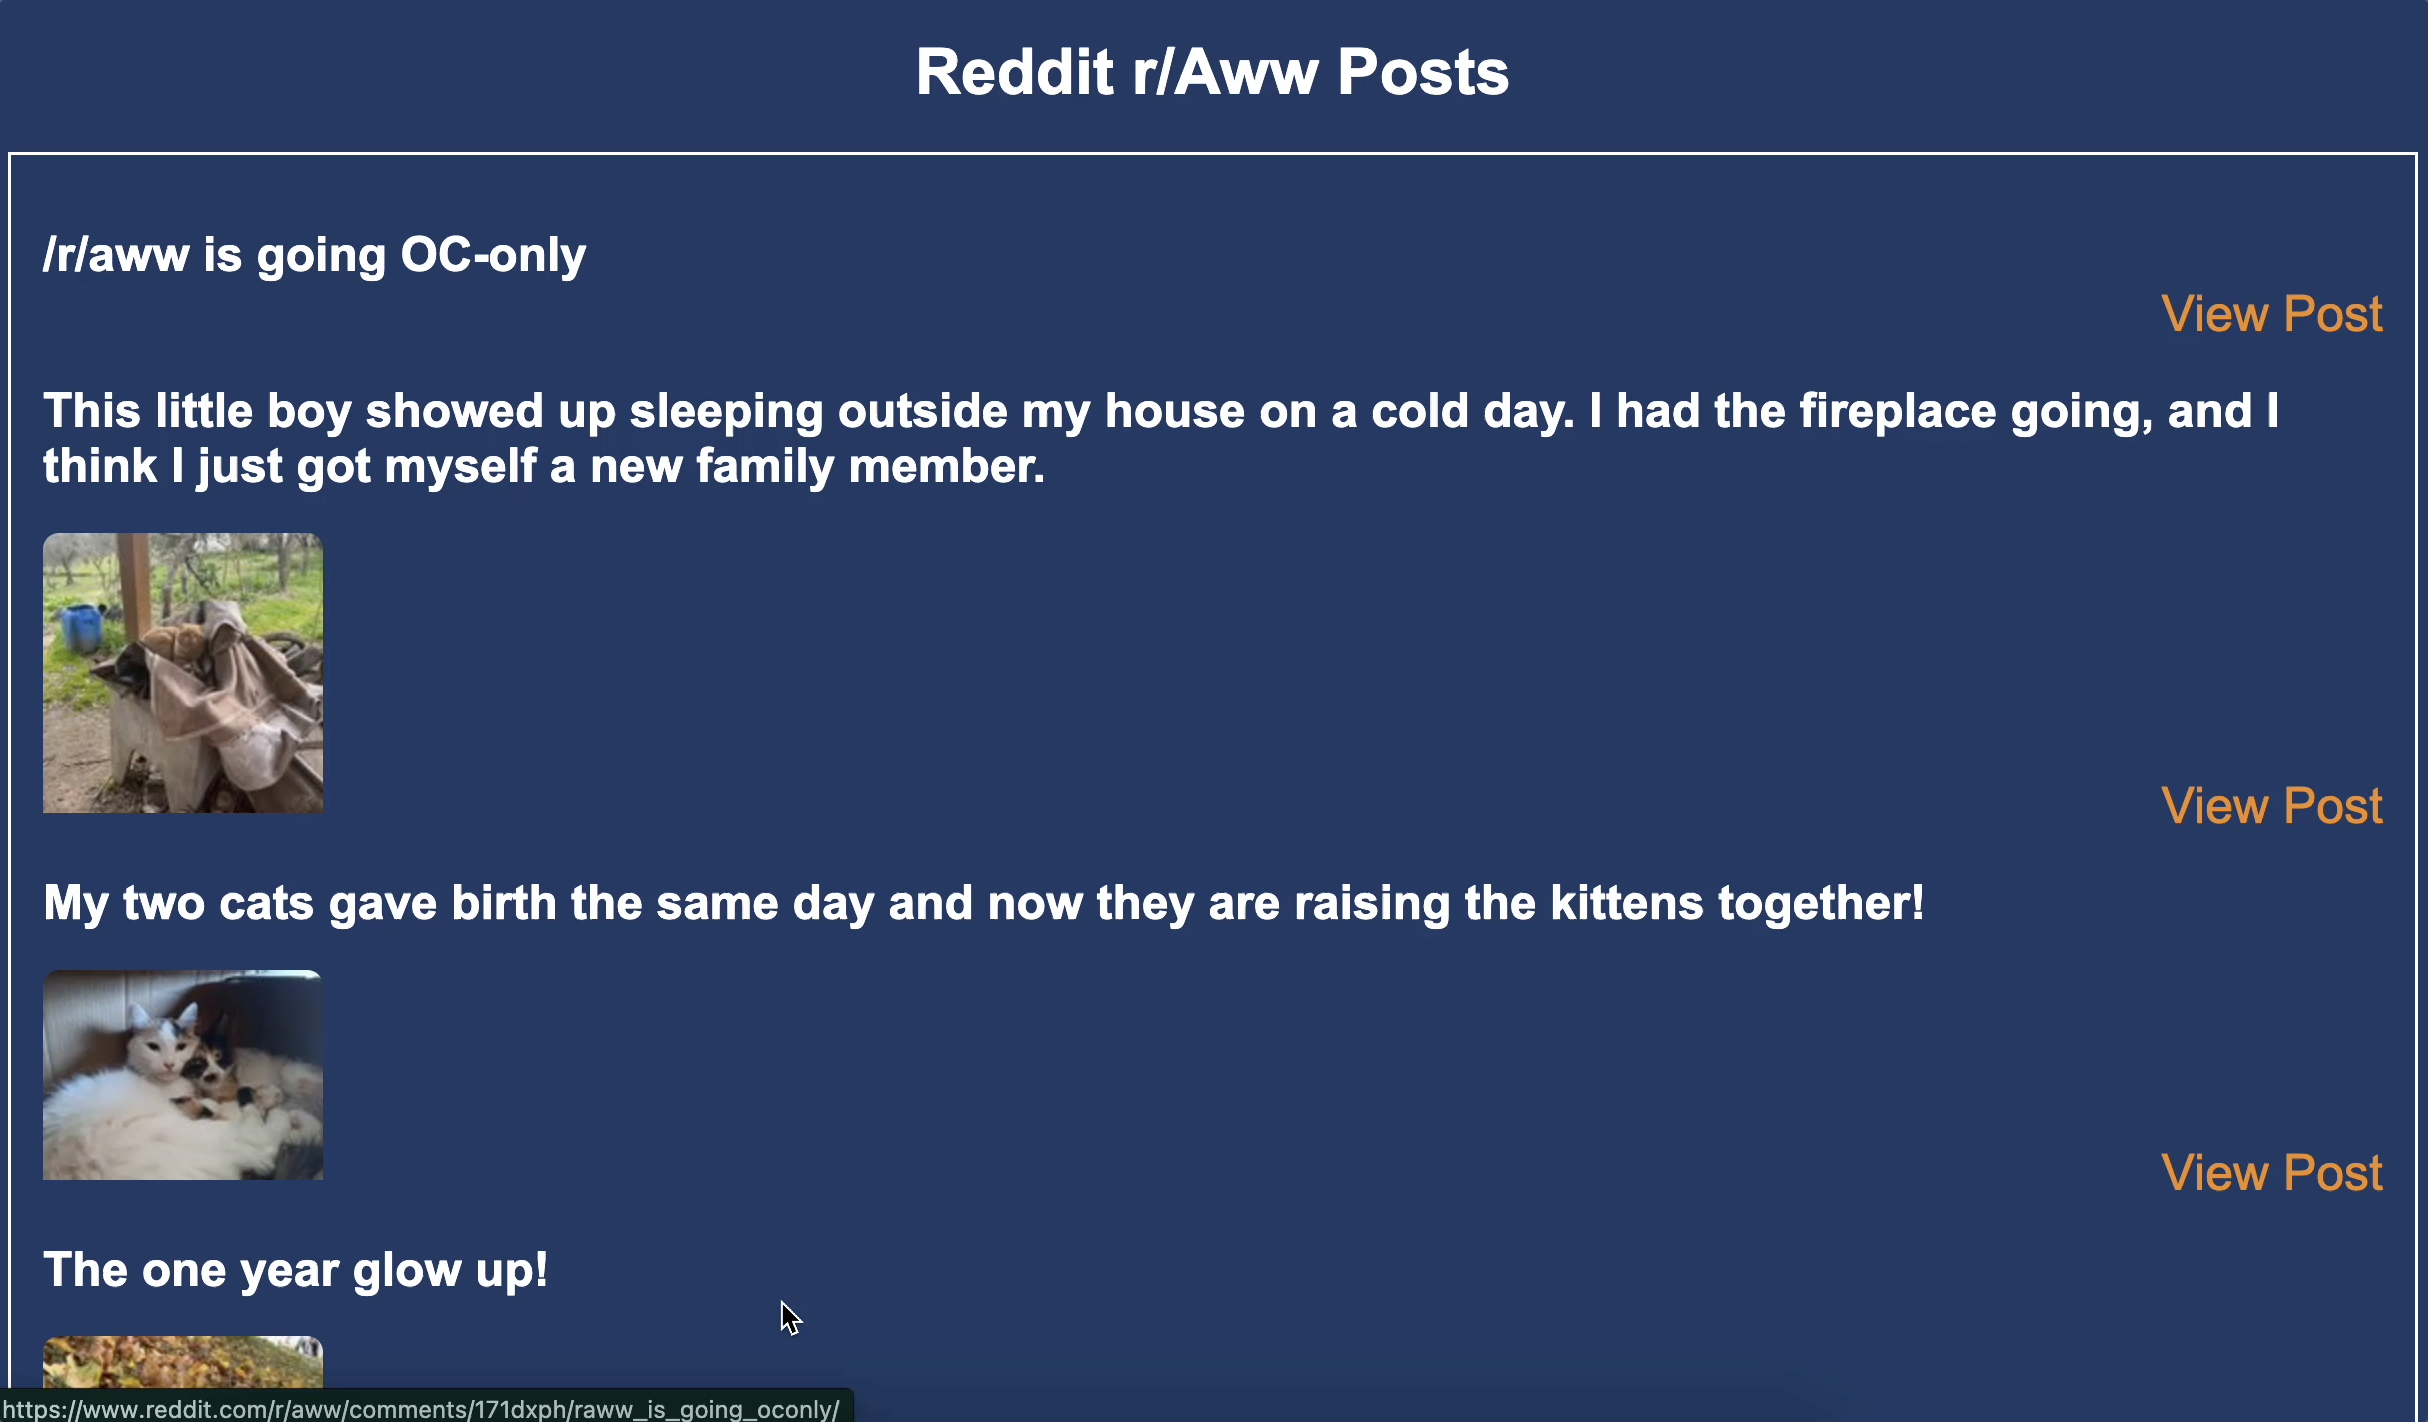 Reddit r/Aww Posts
/r/aww is going OC-only
View Post
This little boy showed up sleeping outside my house on a cold day. I had the fireplace going, and I
think I just got myself a new family member.
View Post
My two cats gave birth the same day and now they are raising the kittens together!
View Post
The one year glow up!
https://www.reddit.com/r/aww/comments/171dxph/raww_is_going_oconly/